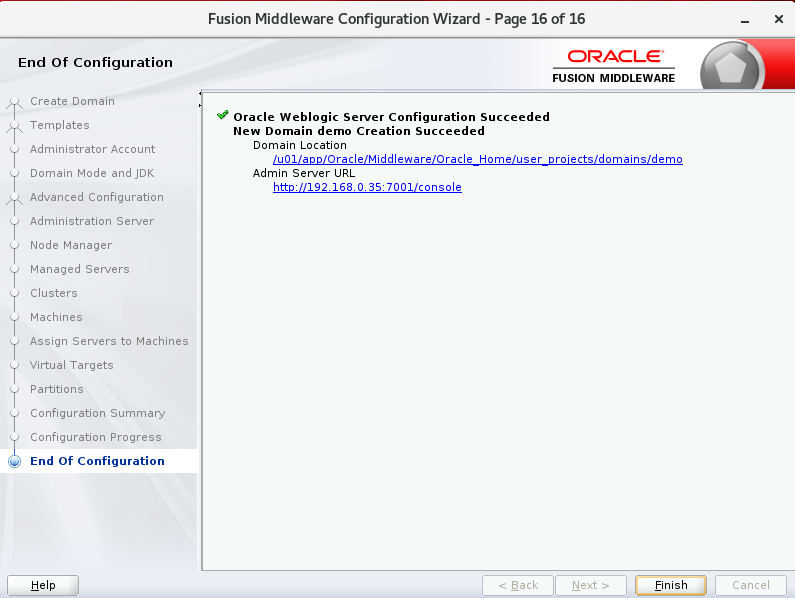 Fusion Middleware Configuration Wizard - Page 16 of 16
End Of Configuration
ORACLE
FUSION MIDDLEWARE
Create Domain
Templates
Administrator Account
Domain Mode and JDK
Advanced Configuration
Administration Server
Node Manager
Managed Servers
Clusters
Machines
Assign Servers to Machines
Virtual Targets
Partitions
Configuration Summary
Configuration Progress
End Of Configuration
Oracle Weblogic Server Configuration Succeeded
New Domain demo Creation Succeeded
Domain Location
/u01/app/Oracle/Middleware/Oracle_Home/user_projects/domains/demo
Admin Server URL
http://192.168.0.35:7001/console
Help
< Back
Next >
Finish
Cancel